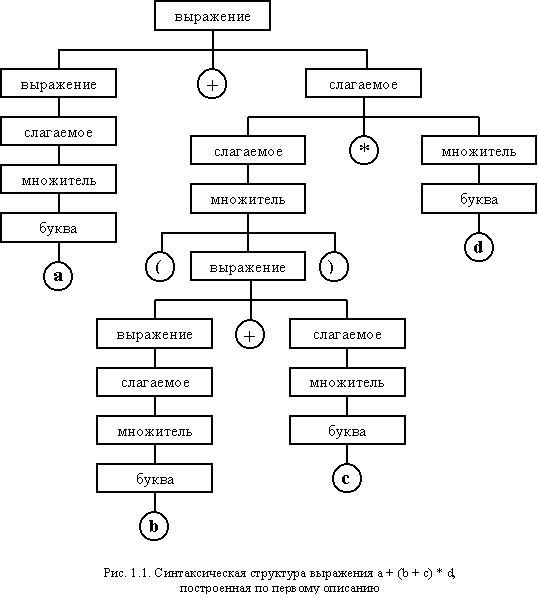 выражение
выражение + слагаемое
слагаемое слагаемое * множитель
множитель множитель буква
буква d
a ( выражение )
выражение + слагаемое
слагаемое множитель
множитель буква
буква c
b
Рис. 1.1. Синтаксическая структура выражения a + (b + c) * d,
построенная по первому описанию